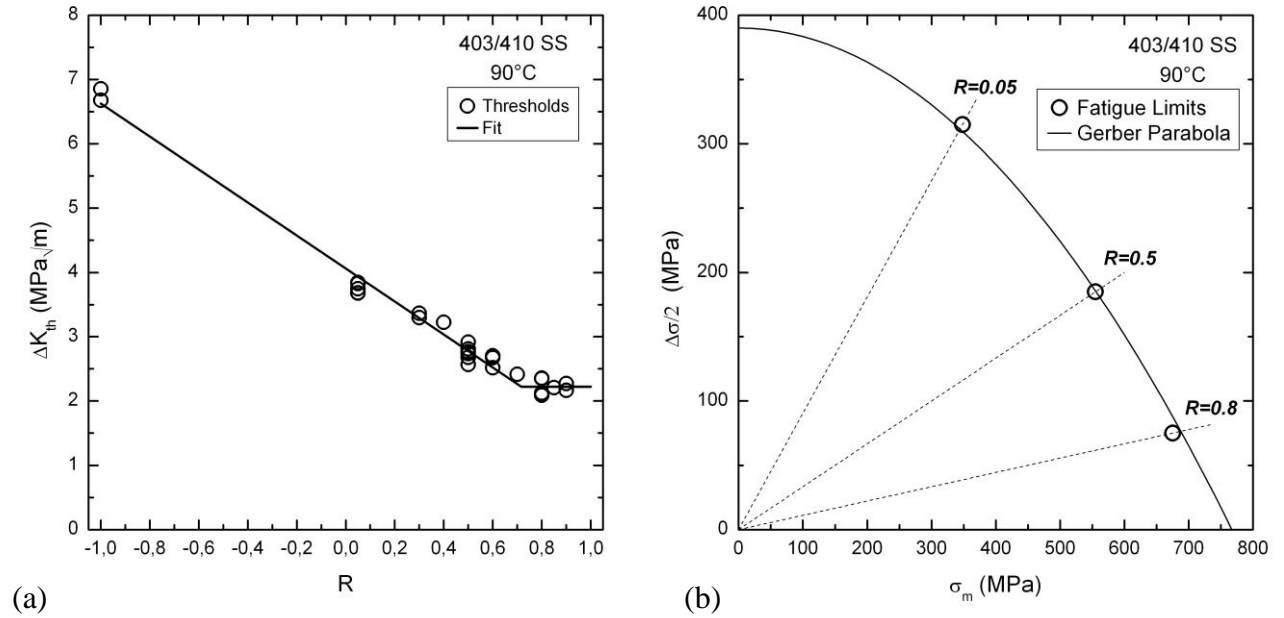 403/410 SS
90°C
Thresholds
Fit
ΔK_th (MPa√m)
8
7
6
5
4
3
2
1
0
-1,0 -0,8 -0,6 -0,4 -0,2 0,0 0,2 0,4 0,6 0,8 1,0
R
(a)
403/410 SS
90°C
Fatigue Limits
Gerber Parabola
R=0.05
R=0.5
R=0.8
Δσ/2 (MPa)
400
300
200
100
0
0 100 200 300 400 500 600 700 800
σ_m (MPa)
(b)